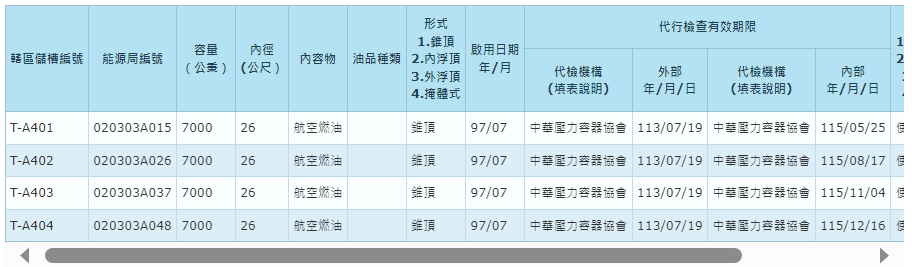 轄區儲槽編號 能源局編號 容量（公秉） 內徑(公尺） 內容物 油品種類 形式 1.錐頂 2.內浮頂 3.外浮頂 4.掩體式 啟用日期 年/月 代行檢查有效期限
代檢機構(填表說明) 外部 年/月/日 代檢機構(填表說明) 內部 年/月/日
T-A401 020303A015 7000 26 航空燃油 錐頂 97/07 中華壓力容器協會 113/07/19 中華壓力容器協會 115/05/25
T-A402 020303A026 7000 26 航空燃油 錐頂 97/07 中華壓力容器協會 113/07/19 中華壓力容器協會 115/08/17
T-A403 020303A037 7000 26 航空燃油 錐頂 97/07 中華壓力容器協會 113/07/19 中華壓力容器協會 115/11/04
T-A404 020303A048 7000 26 航空燃油 錐頂 97/07 中華壓力容器協會 113/07/19 中華壓力容器協會 115/12/16